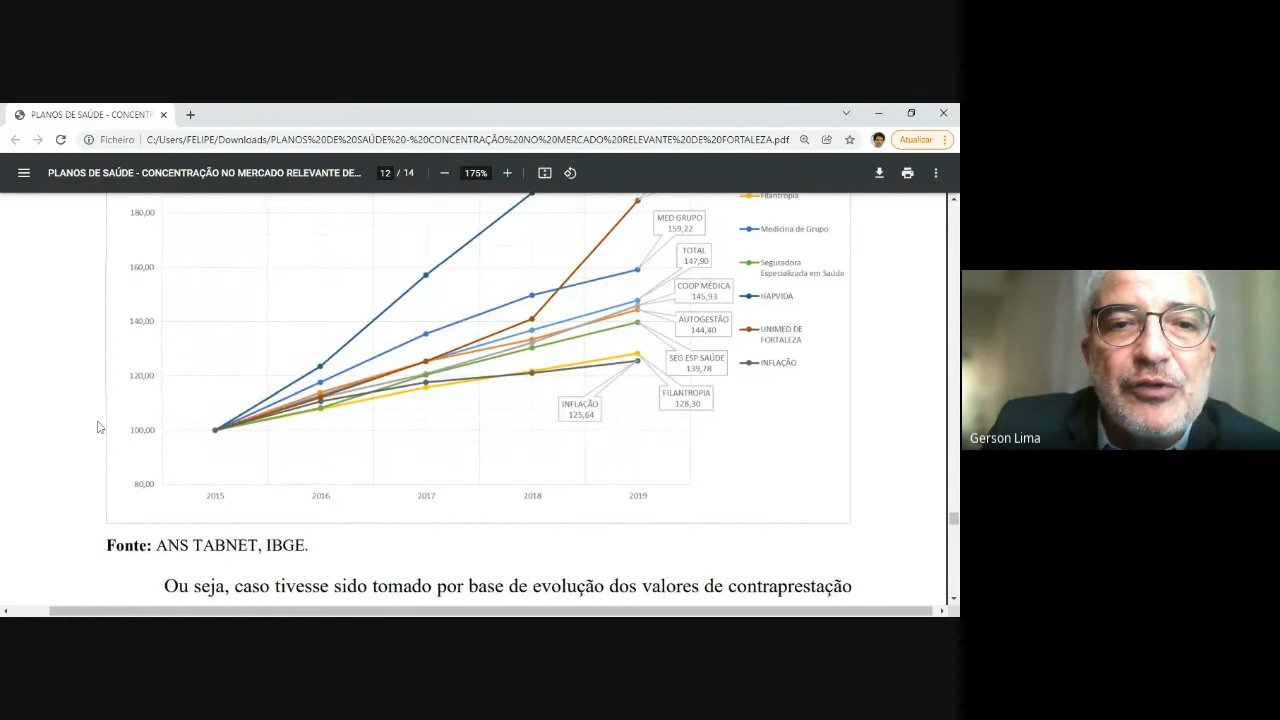 PLANOS DE SAÚDE - CONCENTR
Ficheiro
C:/Users/FELIPE/Downloads/PLANOS%20DE%20SAÚDE%20-%20CONCENTRAÇÃO%20NO%20MERCADO%20RELEVANTE%20DE%20FORTALEZA.pdf
Atualizar
PLANOS DE SAÚDE - CONCENTRAÇÃO NO MERCADO RELEVANTE DE...
12 / 14
175%
Filantropia
180,00
MED GRUPO
159,22
Medicina de Grupo
TOTAL
147,90
160,00
Seguradora
Especializada em Saúde
COOP MÉDICA
145,93
HAPVIDA
140,00
AUTOGESTÃO
144,40
UNIMED DE
FORTALEZA
SEG ESP SAÚDE
139,78
INFLAÇÃO
120,00
FILANTROPIA
128,30
INFLAÇÃO
125,64
100,00
80,00
2015
2016
2017
2018
2019
Fonte: ANS TABNET, IBGE.
Ou seja, caso tivesse sido tomado por base de evolução dos valores de contraprestação
Gerson Lima